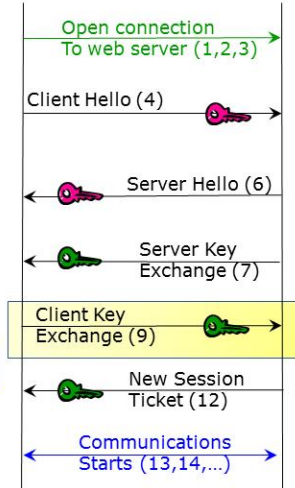 Open connection
To web server (1,2,3)
Client Hello (4)
Server Hello (6)
Server Key
Exchange (7)
Client Key
Exchange (9)
New Session
Ticket (12)
Communications
Starts (13,14,...)